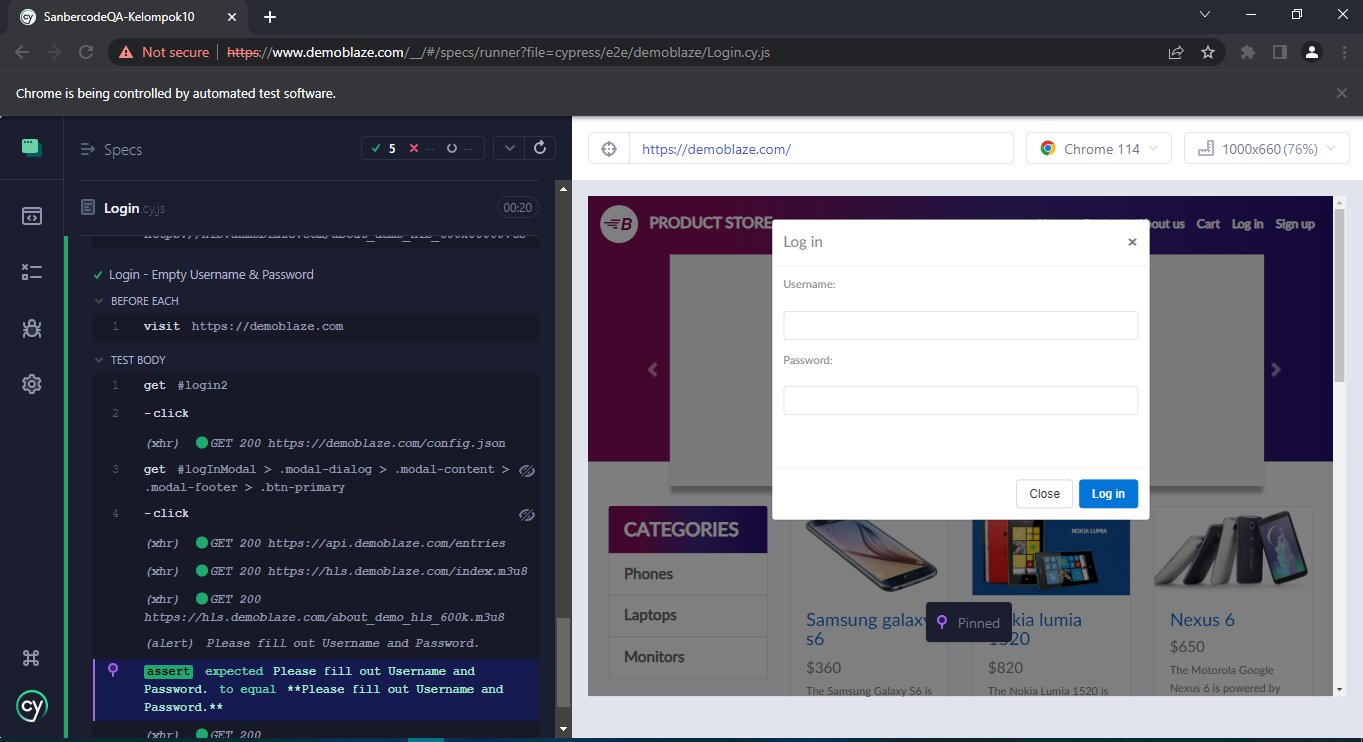 SanbercodeQA-Kelompok10
Not secure
https://www.demoblaze.com/__/#/specs/runner?file=cypress/e2e/demoblaze/Login.cy.js
Chrome is being controlled by automated test software.
Specs
5 -- --
Login.cy.js
00:20
Login - Empty Username & Password
BEFORE EACH
1 visit https://demoblaze.com
TEST BODY
1 get #login2
2 -click
(xhr) GET 200 https://demoblaze.com/config.json
3 get #logInModal > .modal-dialog > .modal-content >
.modal-footer > .btn-primary
4 -click
(xhr) GET 200 https://api.demoblaze.com/entries
(xhr) GET 200 https://hls.demoblaze.com/index.m3u8
(xhr) GET 200
https://hls.demoblaze.com/about_demo_hls_600k.m3u8
(alert) Please fill out Username and Password.
assert expected Please fill out Username and
Password. to equal **Please fill out Username and
Password.**
(xhr) GET 200
cy
https://demoblaze.com/
Chrome 114
1000x660 (76%)
B PRODUCT STORE
out us Cart Log in Sign up
Log in ×
Username:
Password:
Close Log in
CATEGORIES
Phones
Laptops
Monitors
NOKIA LUMIA
Samsung galaxy
s6
$360
The Samsung Galaxy S6 is
kia lumia
1520
$820
The Nokia Lumia 1520 is
Nexus 6
$650
The Motorola Google
Nexus 6 is powered by
Pinned